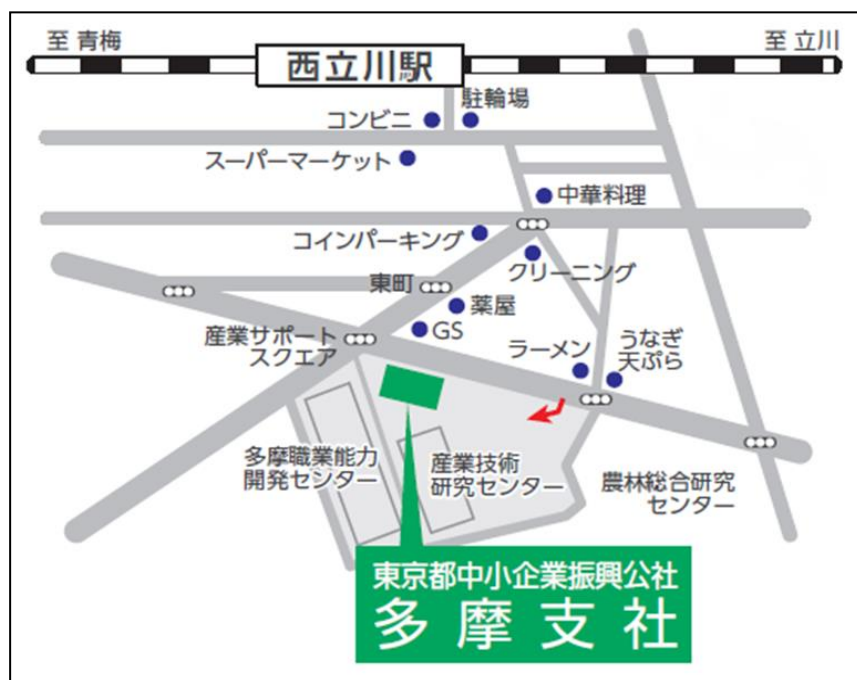 至 青梅
西立川駅
至 立川
駐輪場
コンビニ
スーパーマーケット
中華料理
コインパーキング
クリーニング
東町
薬屋
GS
産業サポート
スクエア
ラーメン
うなぎ
天ぷら
多摩職業能力
開発センター
産業技術
研究センター
農林総合研究
センター
東京都中小企業振興公社
多摩支社